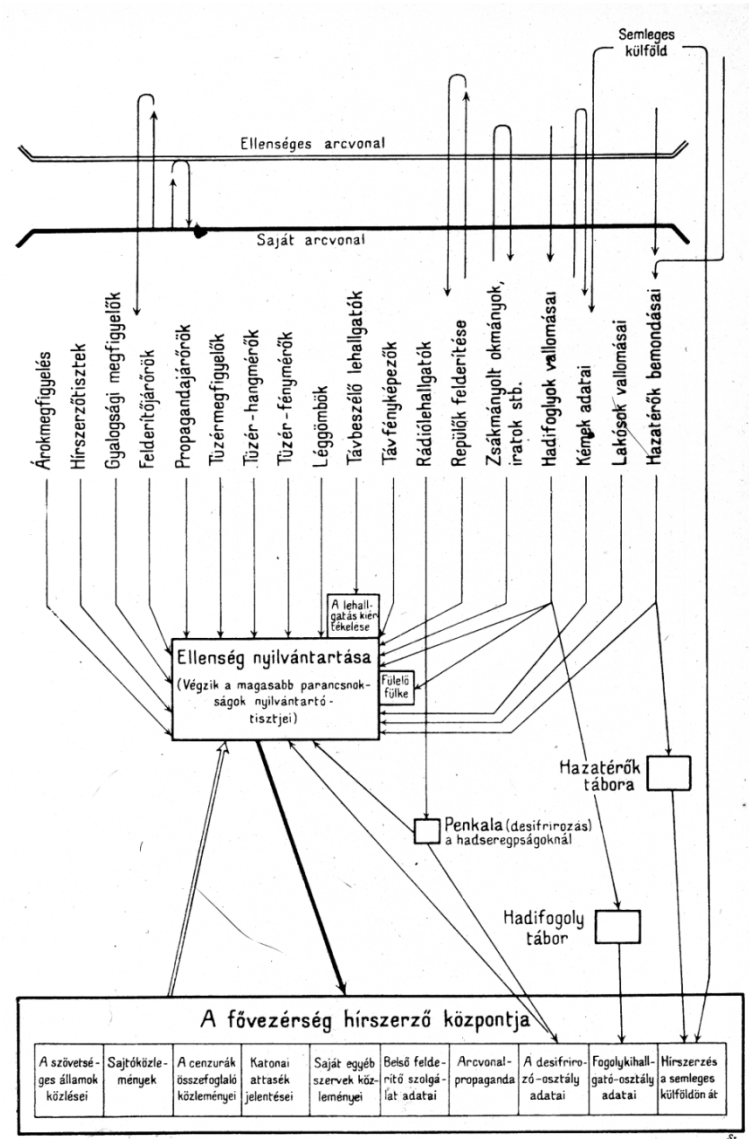 Semleges
külföld
Ellenséges arcvonal
Saját arcvonal
Árokmegfigyelés
Hírszerzőtisztek
Gyalogsági megfigyelők
Felderítőjárőrök
Propagandajárőrök
Tüzérmegfigyelők
Tüzér-hangmérők
Tüzér-fénymérők
Léggömbök
Távbeszélő lehallgatók
Távfényképezők
Rádiólehallgatók
Repülők felderítése
Zsákmányolt okmányok,
iratok stb.
Hadifoglyok vallomásai
Kémek adatai
Lakósok vallomásai
Hazatérők bemondásai
A lehall-
gatás kiér
tékelese
Ellenség nyilvántartása
(Végzik a magasabb parancsnok-
ságok nyilvántartó-
tisztjei)
Fülelő
fülke
Hazatérők
tábora
Penkala (desifrirozás)
a hadseregpságoknál
Hadifogoly
tábor
A fővezérség hírszerző központja
A szövetsé-
ges államok
közlései
Sajtóközle-
mények
A cenzurák
összefoglaló
közleményei
Katonai
attasék
jelentései
Saját egyéb
szervek köz-
leményei
Belső felde-
rítő szolgá-
lat adatai
Arcvonal-
propaganda
A desifriro-
zó-osztály
adatai
Fogolykihall-
gató-osztály
adatai
Hírszerzés
a semleges
külföldön át